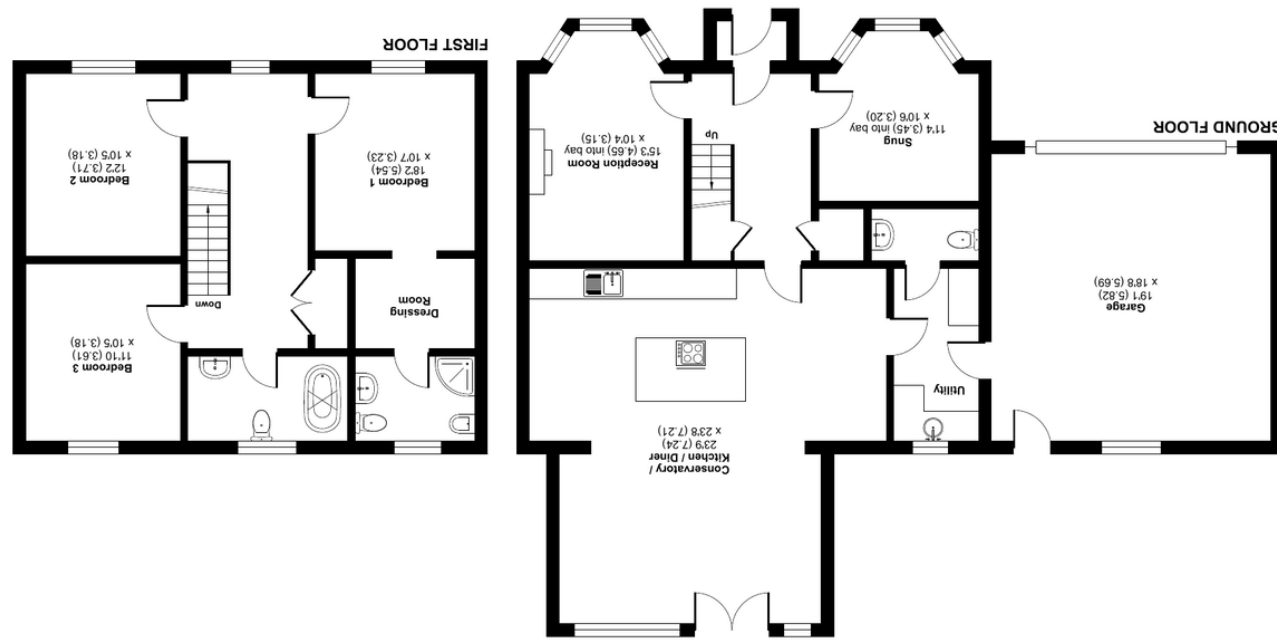 Conservatory /
Kitchen / Diner
23'9 (7.24)
x 23'8 (7.21)
Utility
Garage
19'1 (5.82)
x 18'8 (5.69)
Snug
11'4 (3.45) into bay
x 10'6 (3.20)
Up
Reception Room
15'3 (4.65) into bay
x 10'4 (3.15)
GROUND FLOOR
Bedroom 3
11'10 (3.61)
x 10'5 (3.18)
Dressing
Room
Down
Bedroom 1
18'2 (5.54)
x 10'7 (3.23)
Bedroom 2
12'2 (3.71)
x 10'5 (3.18)
FIRST FLOOR